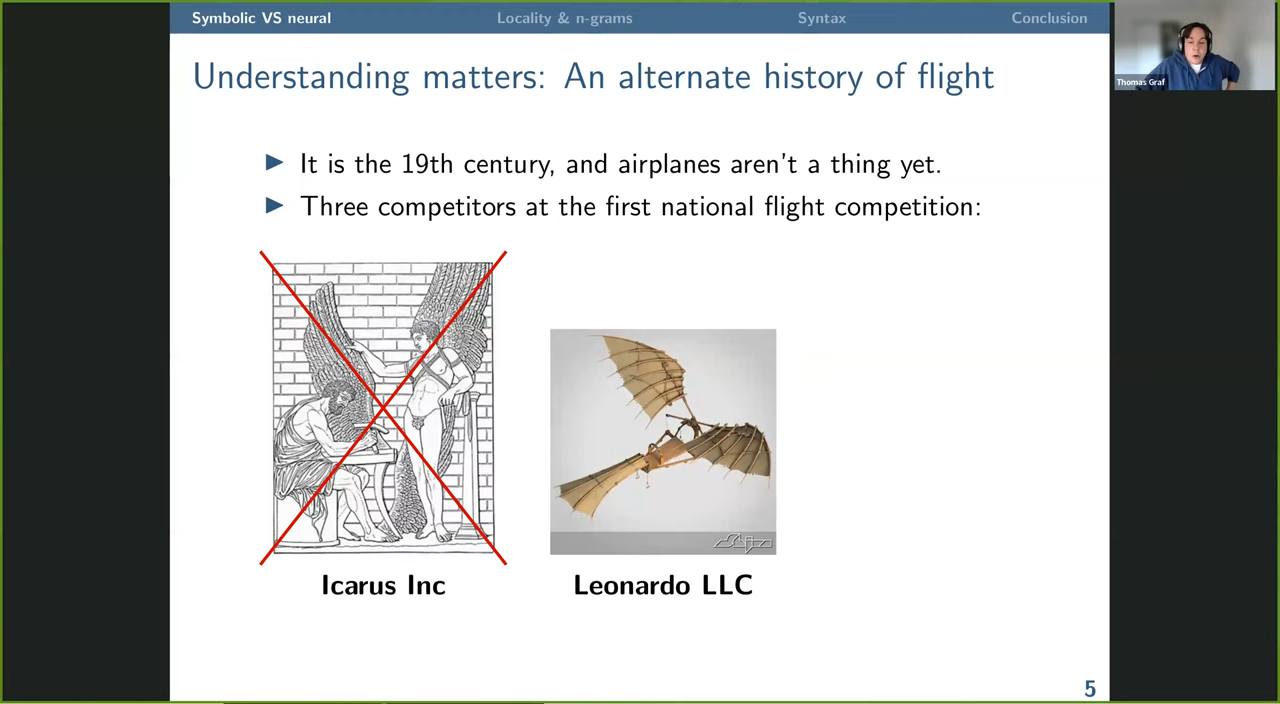 Symbolic VS neural
Locality & n-grams
Syntax
Conclusion
Thomas Graf
Understanding matters: An alternate history of flight
▶ It is the 19th century, and airplanes aren't a thing yet.
▶ Three competitors at the first national flight competition:
Icarus Inc
Leonardo LLC
5